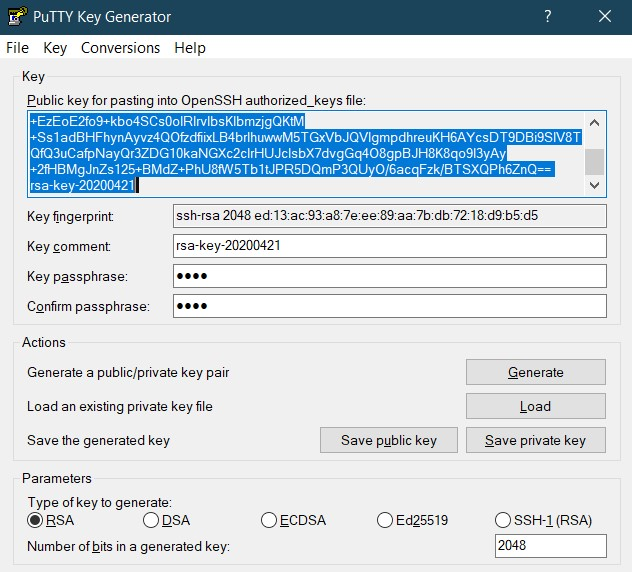 PuTTY Key Generator
File Key Conversions Help
Key
Public key for pasting into OpenSSH authorized_keys file:
+EzEoE2fo9+kbo4SCs0olRlrvlbsKlbmzjgQKtM
+Ss1adBHFhynAyvz4QOfzdfiixLB4brlhuwwM5TGxVbJQVlgmpdhreuKH6AYcsDT9DBi9SlV8T
QfQ3uCafpNayQr3ZDG10kaNGXc2clrHUJclsbX7dvgGq4O8gpBJH8K8qo9l3yAy
+2fHBMgJnZs125+BMdZ+PhU8fW5Tb1tJPR5DQmP3QUyO/6acqFzk/BTSXQPh6ZnQ==
rsa-key-20200421
Key fingerprint: ssh-rsa 2048 ed:13:ac:93:a8:7e:ee:89:aa:7b:db:72:18:d9:b5:d5
Key comment: rsa-key-20200421
Key passphrase: ●●●●
Confirm passphrase: ●●●●
Actions
Generate a public/private key pair Generate
Load an existing private key file Load
Save the generated key Save public key Save private key
Parameters
Type of key to generate:
RSA DSA ECDSA Ed25519 SSH-1 (RSA)
Number of bits in a generated key: 2048